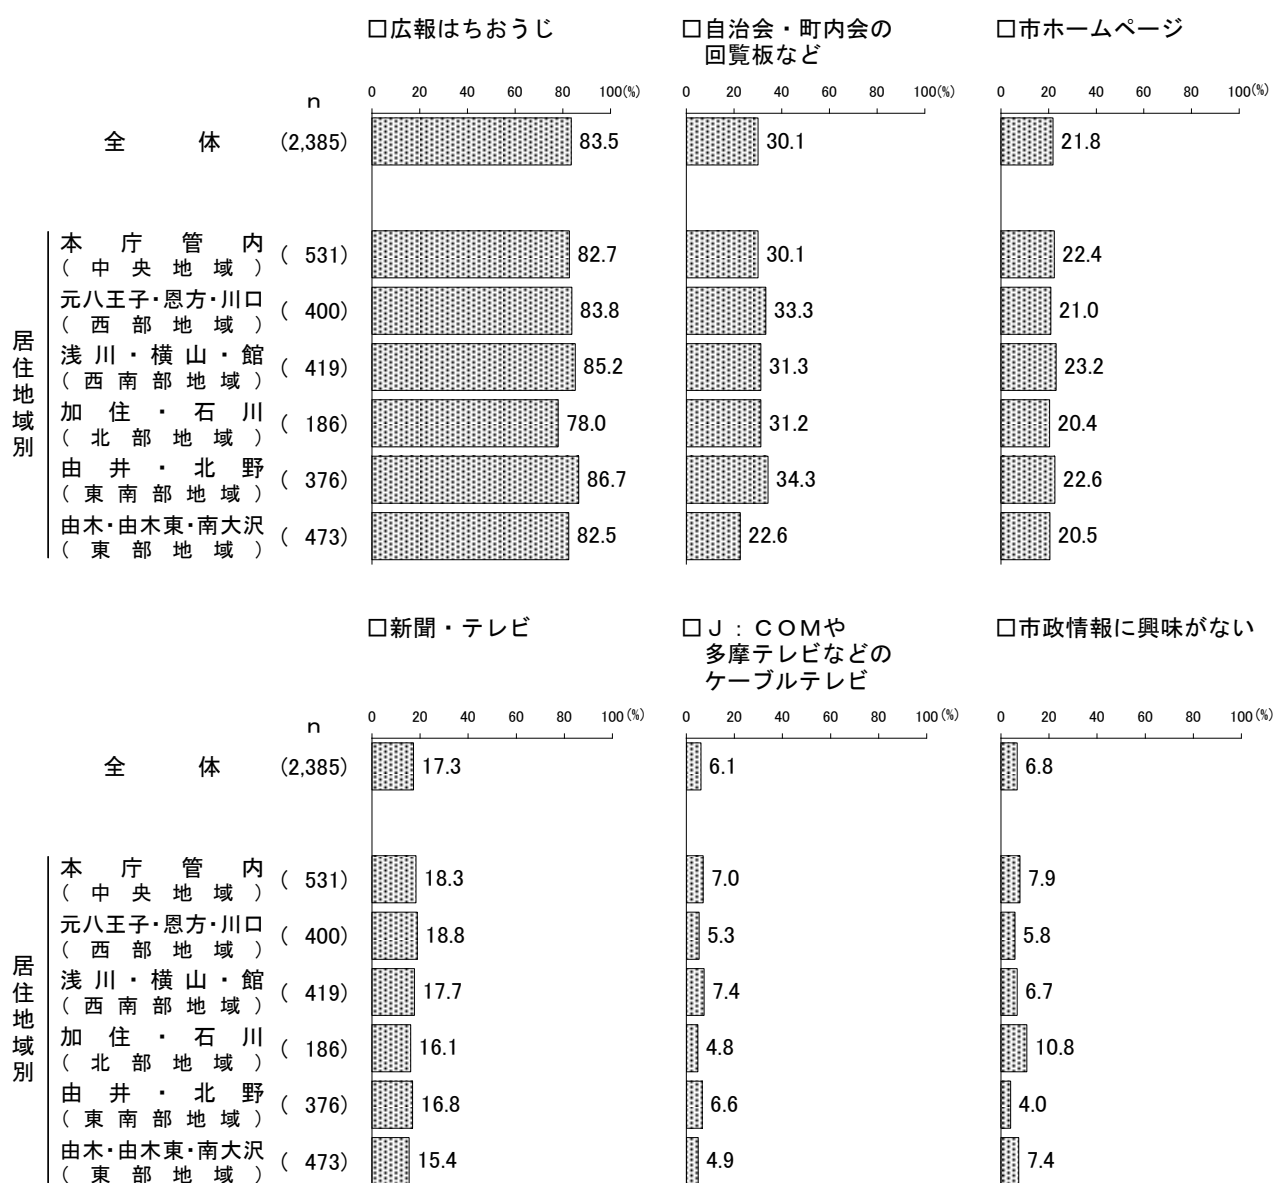 □広報はちおうじ
□自治会・町内会の
回覧板など
□市ホームページ
n
0 20 40 60 80 100(%)
0 20 40 60 80 100(%)
0 20 40 60 80 100(%)
全体 (2,385) 83.5 30.1 21.8
居住地域別
本庁管内
(中央地域)
( 531) 82.7 30.1 22.4
元八王子・恩方・川口
(西部地域)
( 400) 83.8 33.3 21.0
浅川・横山・館
(西南部地域)
( 419) 85.2 31.3 23.2
加住・石川
(北部地域)
( 186) 78.0 31.2 20.4
由井・北野
(東南部地域)
( 376) 86.7 34.3 22.6
由木・由木東・南大沢
(東部地域)
( 473) 82.5 22.6 20.5
□新聞・テレビ
□J:COMや
多摩テレビなどの
ケーブルテレビ
□市政情報に興味がない
n
0 20 40 60 80 100(%)
0 20 40 60 80 100(%)
0 20 40 60 80 100(%)
全体 (2,385) 17.3 6.1 6.8
居住地域別
本庁管内
(中央地域)
( 531) 18.3 7.0 7.9
元八王子・恩方・川口
(西部地域)
( 400) 18.8 5.3 5.8
浅川・横山・館
(西南部地域)
( 419) 17.7 7.4 6.7
加住・石川
(北部地域)
( 186) 16.1 4.8 10.8
由井・北野
(東南部地域)
( 376) 16.8 6.6 4.0
由木・由木東・南大沢
(東部地域)
( 473) 15.4 4.9 7.4